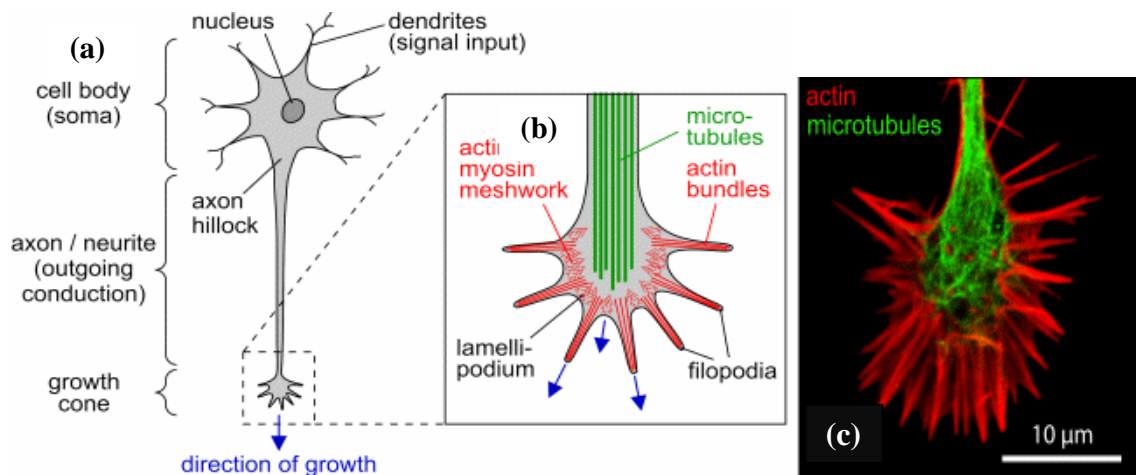 (a)
nucleus
dendrites
(signal input)
cell body
(soma)
axon
hillock
axon / neurite
(outgoing
conduction)
growth
cone
direction of growth
(b)
micro-
tubules
acti
myosin
meshwork
actin
bundles
lamelli-
podium
filopodia
actin
microtubules
(c)
10 µm